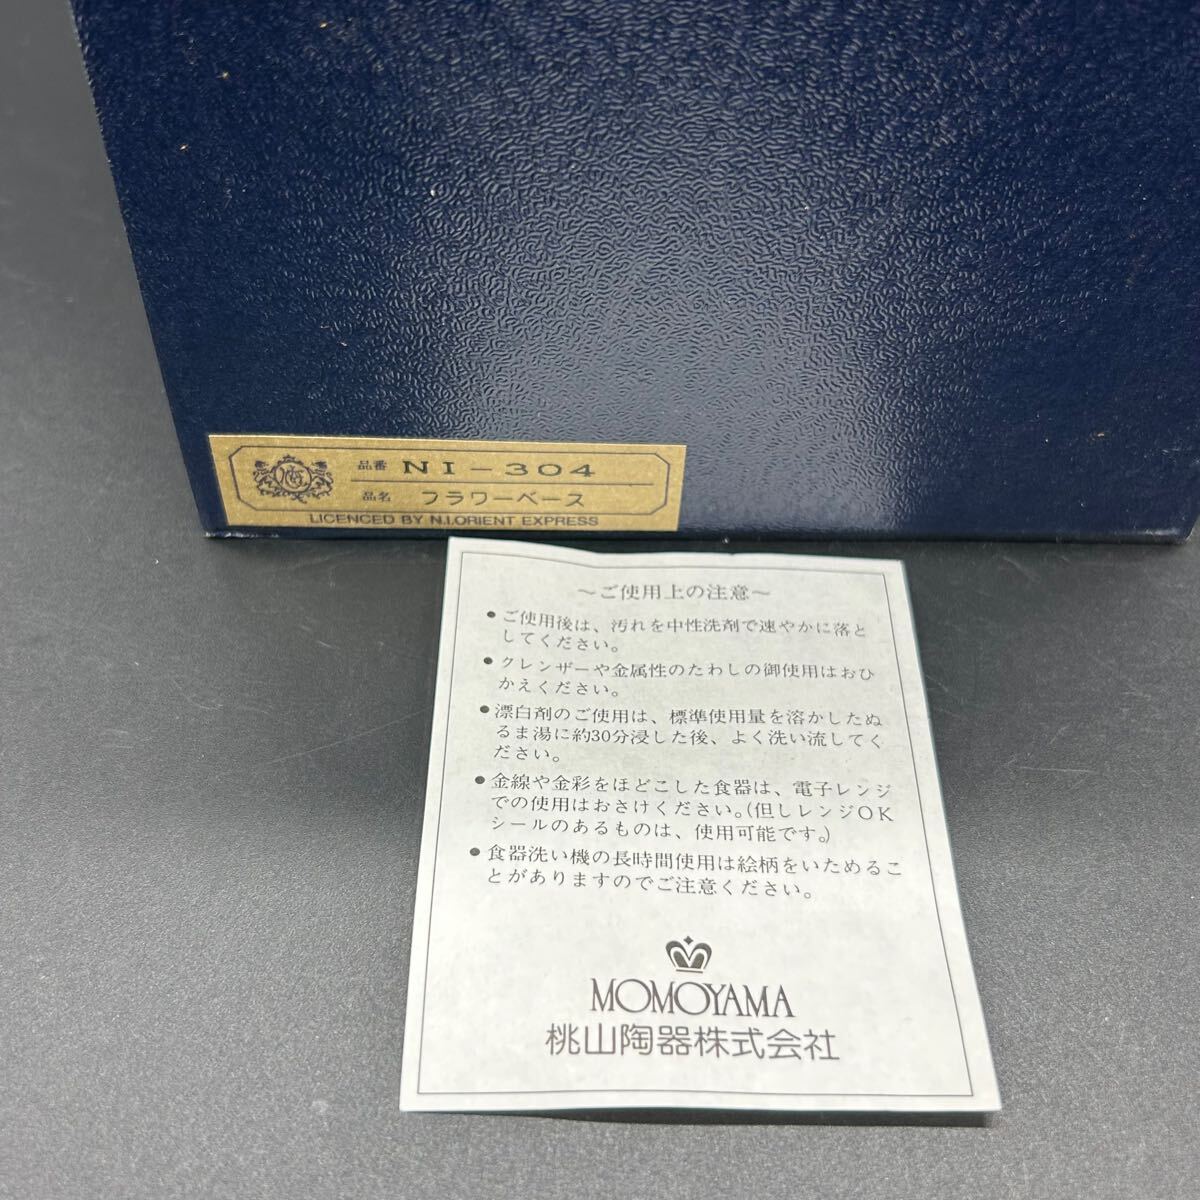 品番 NI-304
品名 フラワーベース
LICENCED BY N.I.ORIENT EXPRESS
～ご使用上の注意～
●ご使用後は、汚れを中性洗剤で速やかに落と
してください。
●クレンザーや金属性のたわしの御使用はおひ
かえください。
●漂白剤のご使用は、標準使用量を溶かしたぬ
るま湯に約30分浸した後、よく洗い流してく
ださい。
●金線や金彩をほどこした食器は、電子レンジ
での使用はおさけください。(但しレンジOK
シールのあるものは、使用可能です。)
●食器洗い機の長時間使用は絵柄をいためるこ
とがありますのでご注意ください。
MOMOYAMA
桃山陶器株式会社